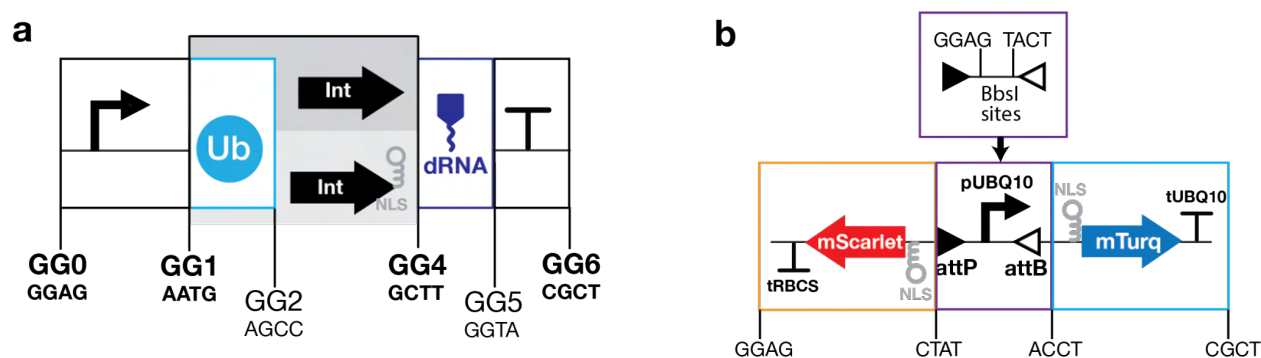 a
Int
Ub
Int
NLS
dRNA
GG0
GGAG
GG1
AATG
GG2
AGCC
GG4
GCTT
GG5
GGTA
GG6
CGCT
b
GGAG TACT
BbsI
sites
pUBQ10
NLS
tUBQ10
mScarlet
mTurq
attP
attB
tRBCS
NLS
GGAG
CTAT
ACCT
CGCT